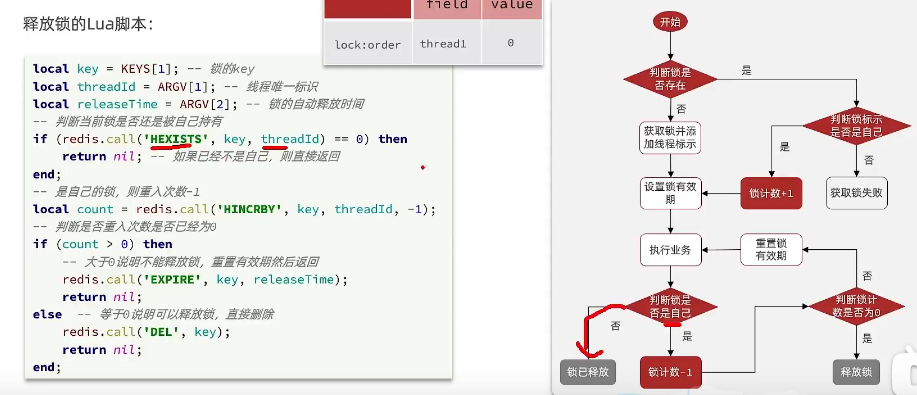 释放锁的Lua脚本：
field value
lock:order thread1 0
local key = KEYS[1]; -- 锁的key
local threadId = ARGV[1]; -- 线程唯一标识
local releaseTime = ARGV[2]; -- 锁的自动释放时间
-- 判断当前锁是否还是被自己持有
if (redis.call('HEXISTS', key, threadId) == 0) then
return nil; -- 如果已经不是自己，则直接返回
end;
-- 是自己的锁，则重入次数-1
local count = redis.call('HINCRBY', key, threadId, -1);
-- 判断是否重入次数是否已经为0
if (count > 0) then
-- 大于0说明不能释放锁，重置有效期然后返回
redis.call('EXPIRE', key, releaseTime);
return nil;
else -- 等于0说明可以释放锁，直接删除
redis.call('DEL', key);
return nil;
end;
开始
判断锁是
否存在
是
否
获取锁并添
加线程标示
判断锁标示
是否是自己
是
否
设置锁有效
期
锁计数+1
获取锁失败
执行业务
重置锁
有效期
否
判断锁是
否是自己
判断锁计
数是否为0
否
是
是
锁已释放
锁计数-1
释放锁